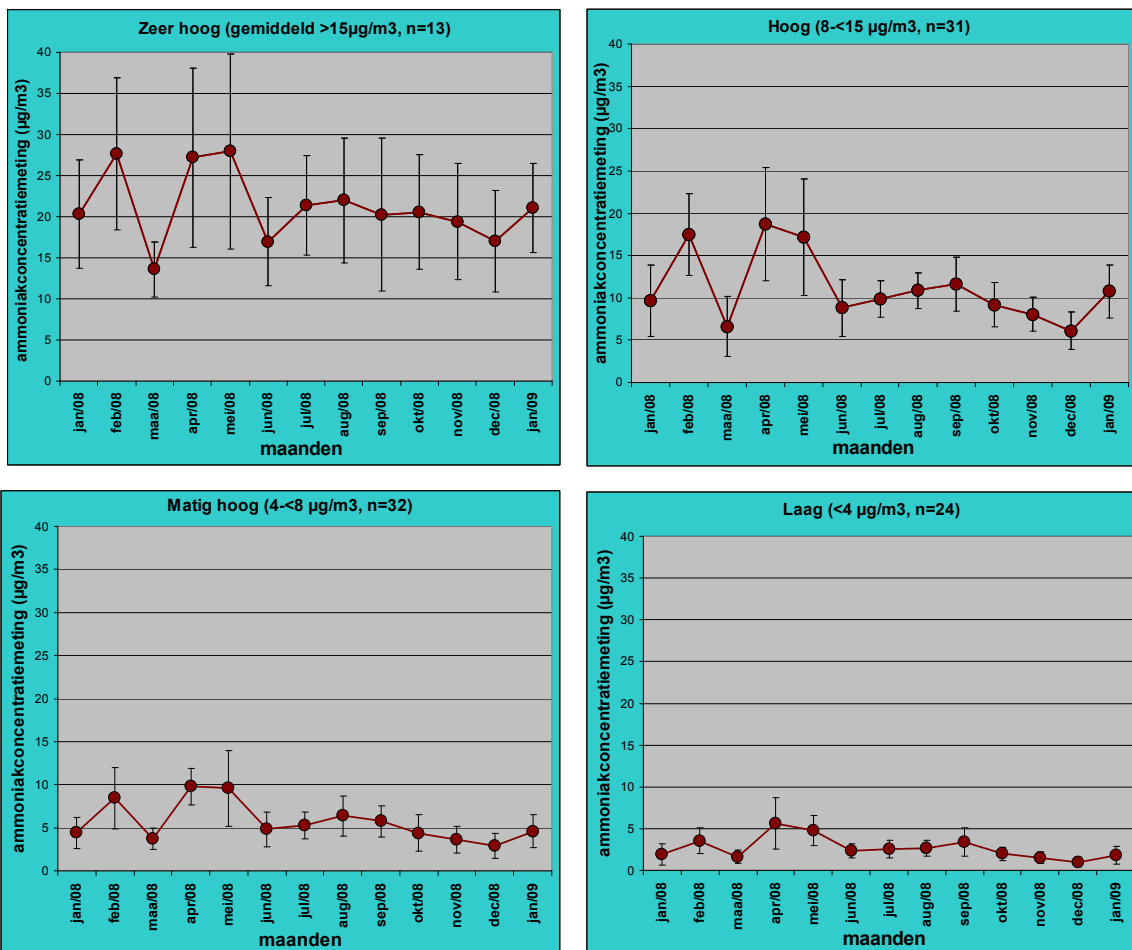 Zeer hoog (gemiddeld >15µg/m3, n=13)
ammoniakconcentratiemeting (µg/m3)
40
35
30
25
20
15
10
5
0
jan/08
feb/08
maa/08
apr/08
mei/08
jun/08
jul/08
aug/08
sep/08
okt/08
nov/08
dec/08
jan/09
maanden
Hoog (8-<15 µg/m3, n=31)
ammoniakconcentratiemeting (µg/m3)
40
35
30
25
20
15
10
5
0
jan/08
feb/08
maa/08
apr/08
mei/08
jun/08
jul/08
aug/08
sep/08
okt/08
nov/08
dec/08
jan/09
maanden
Matig hoog (4-<8 µg/m3, n=32)
ammoniakconcentratiemeting (µg/m3)
40
35
30
25
20
15
10
5
0
jan/08
feb/08
maa/08
apr/08
mei/08
jun/08
jul/08
aug/08
sep/08
okt/08
nov/08
dec/08
jan/09
maanden
Laag (<4 µg/m3, n=24)
ammoniakconcentratiemeting (µg/m3)
40
35
30
25
20
15
10
5
0
jan/08
feb/08
maa/08
apr/08
mei/08
jun/08
jul/08
aug/08
sep/08
okt/08
nov/08
dec/08
jan/09
maanden